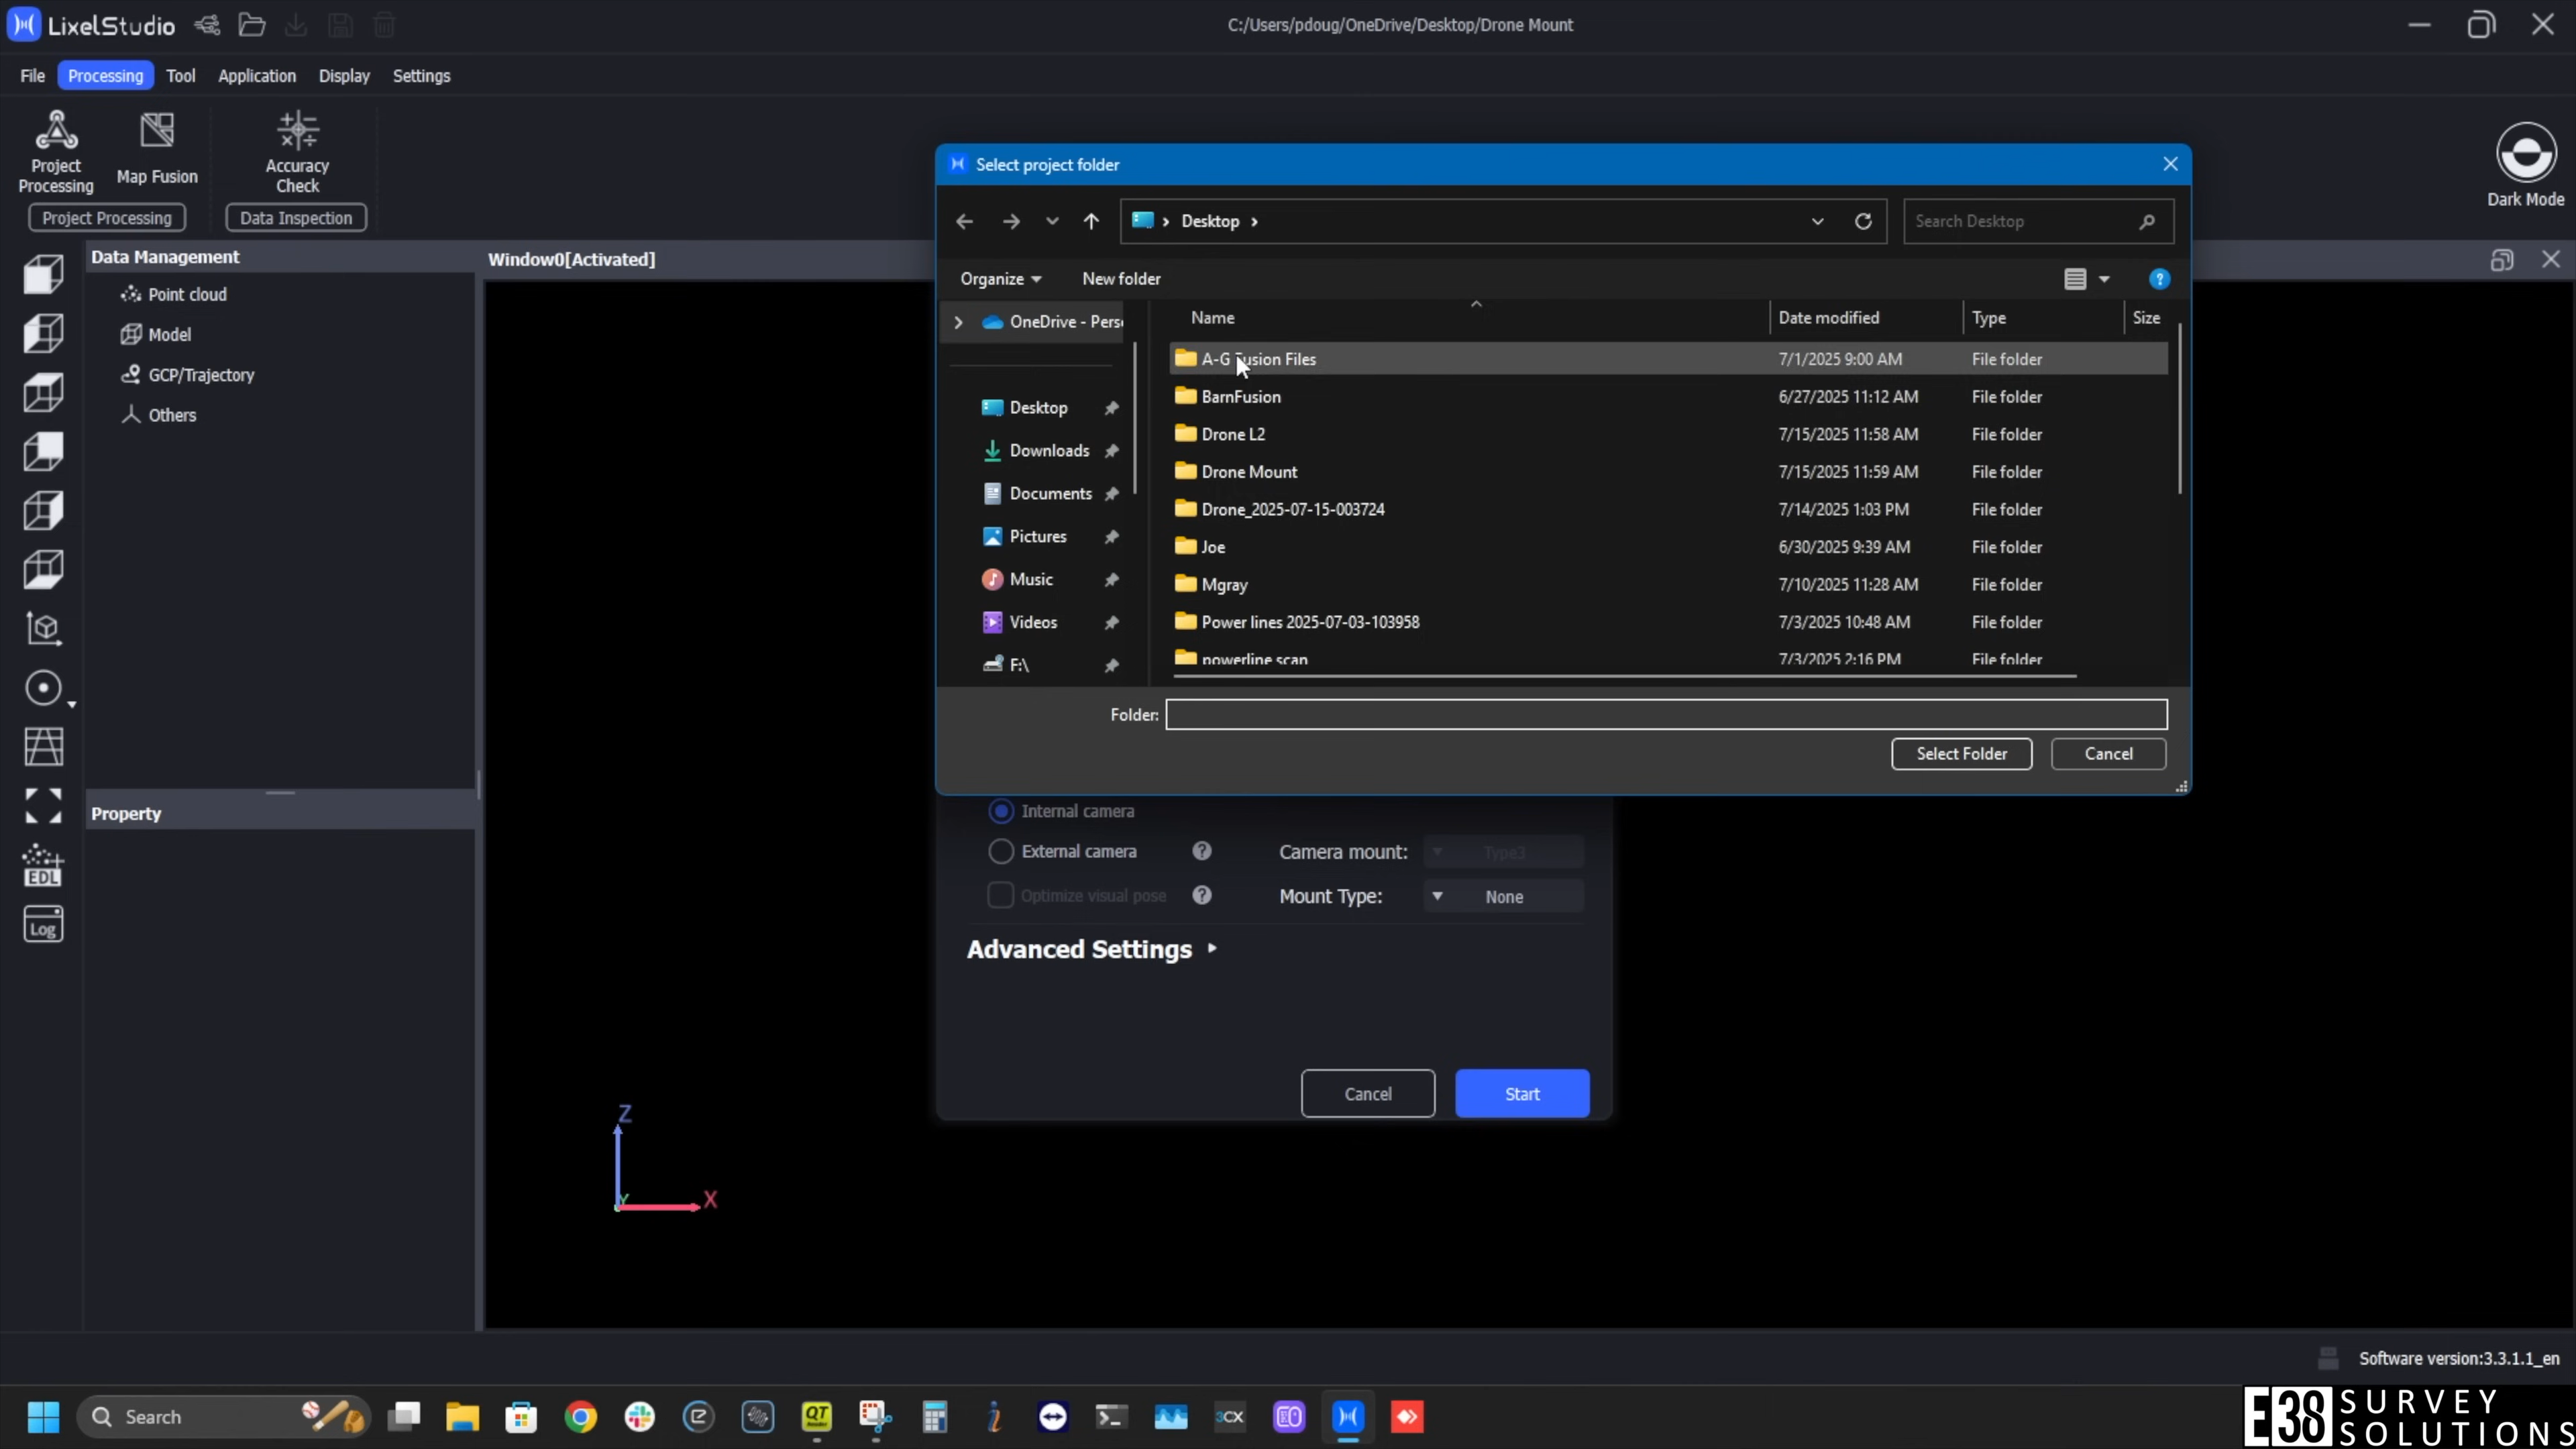 LixelStudio
C:/Users/pdoug/OneDrive/Desktop/Drone Mount
File Processing Tool Application Display Settings
Project Processing
Map Fusion
Accuracy Check
Project Processing
Data Inspection
Dark Mode
Data Management
Point cloud
Model
GCP/Trajectory
Others
Property
EDL
Log
Window0[Activated]
Select project folder
Desktop
Search Desktop
Organize
New folder
OneDrive - Pers
Desktop
Downloads
Documents
Pictures
Music
Videos
F:\
Name Date modified Type Size
A-G Fusion Files 7/1/2025 9:00 AM File folder
BarnFusion 6/27/2025 11:12 AM File folder
Drone L2 7/15/2025 11:58 AM File folder
Drone Mount 7/15/2025 11:59 AM File folder
Drone_2025-07-15-003724 7/14/2025 1:03 PM File folder
Joe 6/30/2025 9:39 AM File folder
Mgray 7/10/2025 11:28 AM File folder
Power lines 2025-07-03-103958 7/3/2025 10:48 AM File folder
powerline scan 7/3/2025 2:16 PM File folder
Folder:
Select Folder
Cancel
Internal camera
External camera ? Camera mount: Type3
Optimize visual pose ? Mount Type: None
Advanced Settings
Cancel
Start
Z
Y
X
Software version:3.3.1.1_en
Search
QT
3CX
E38 SURVEY SOLUTIONS